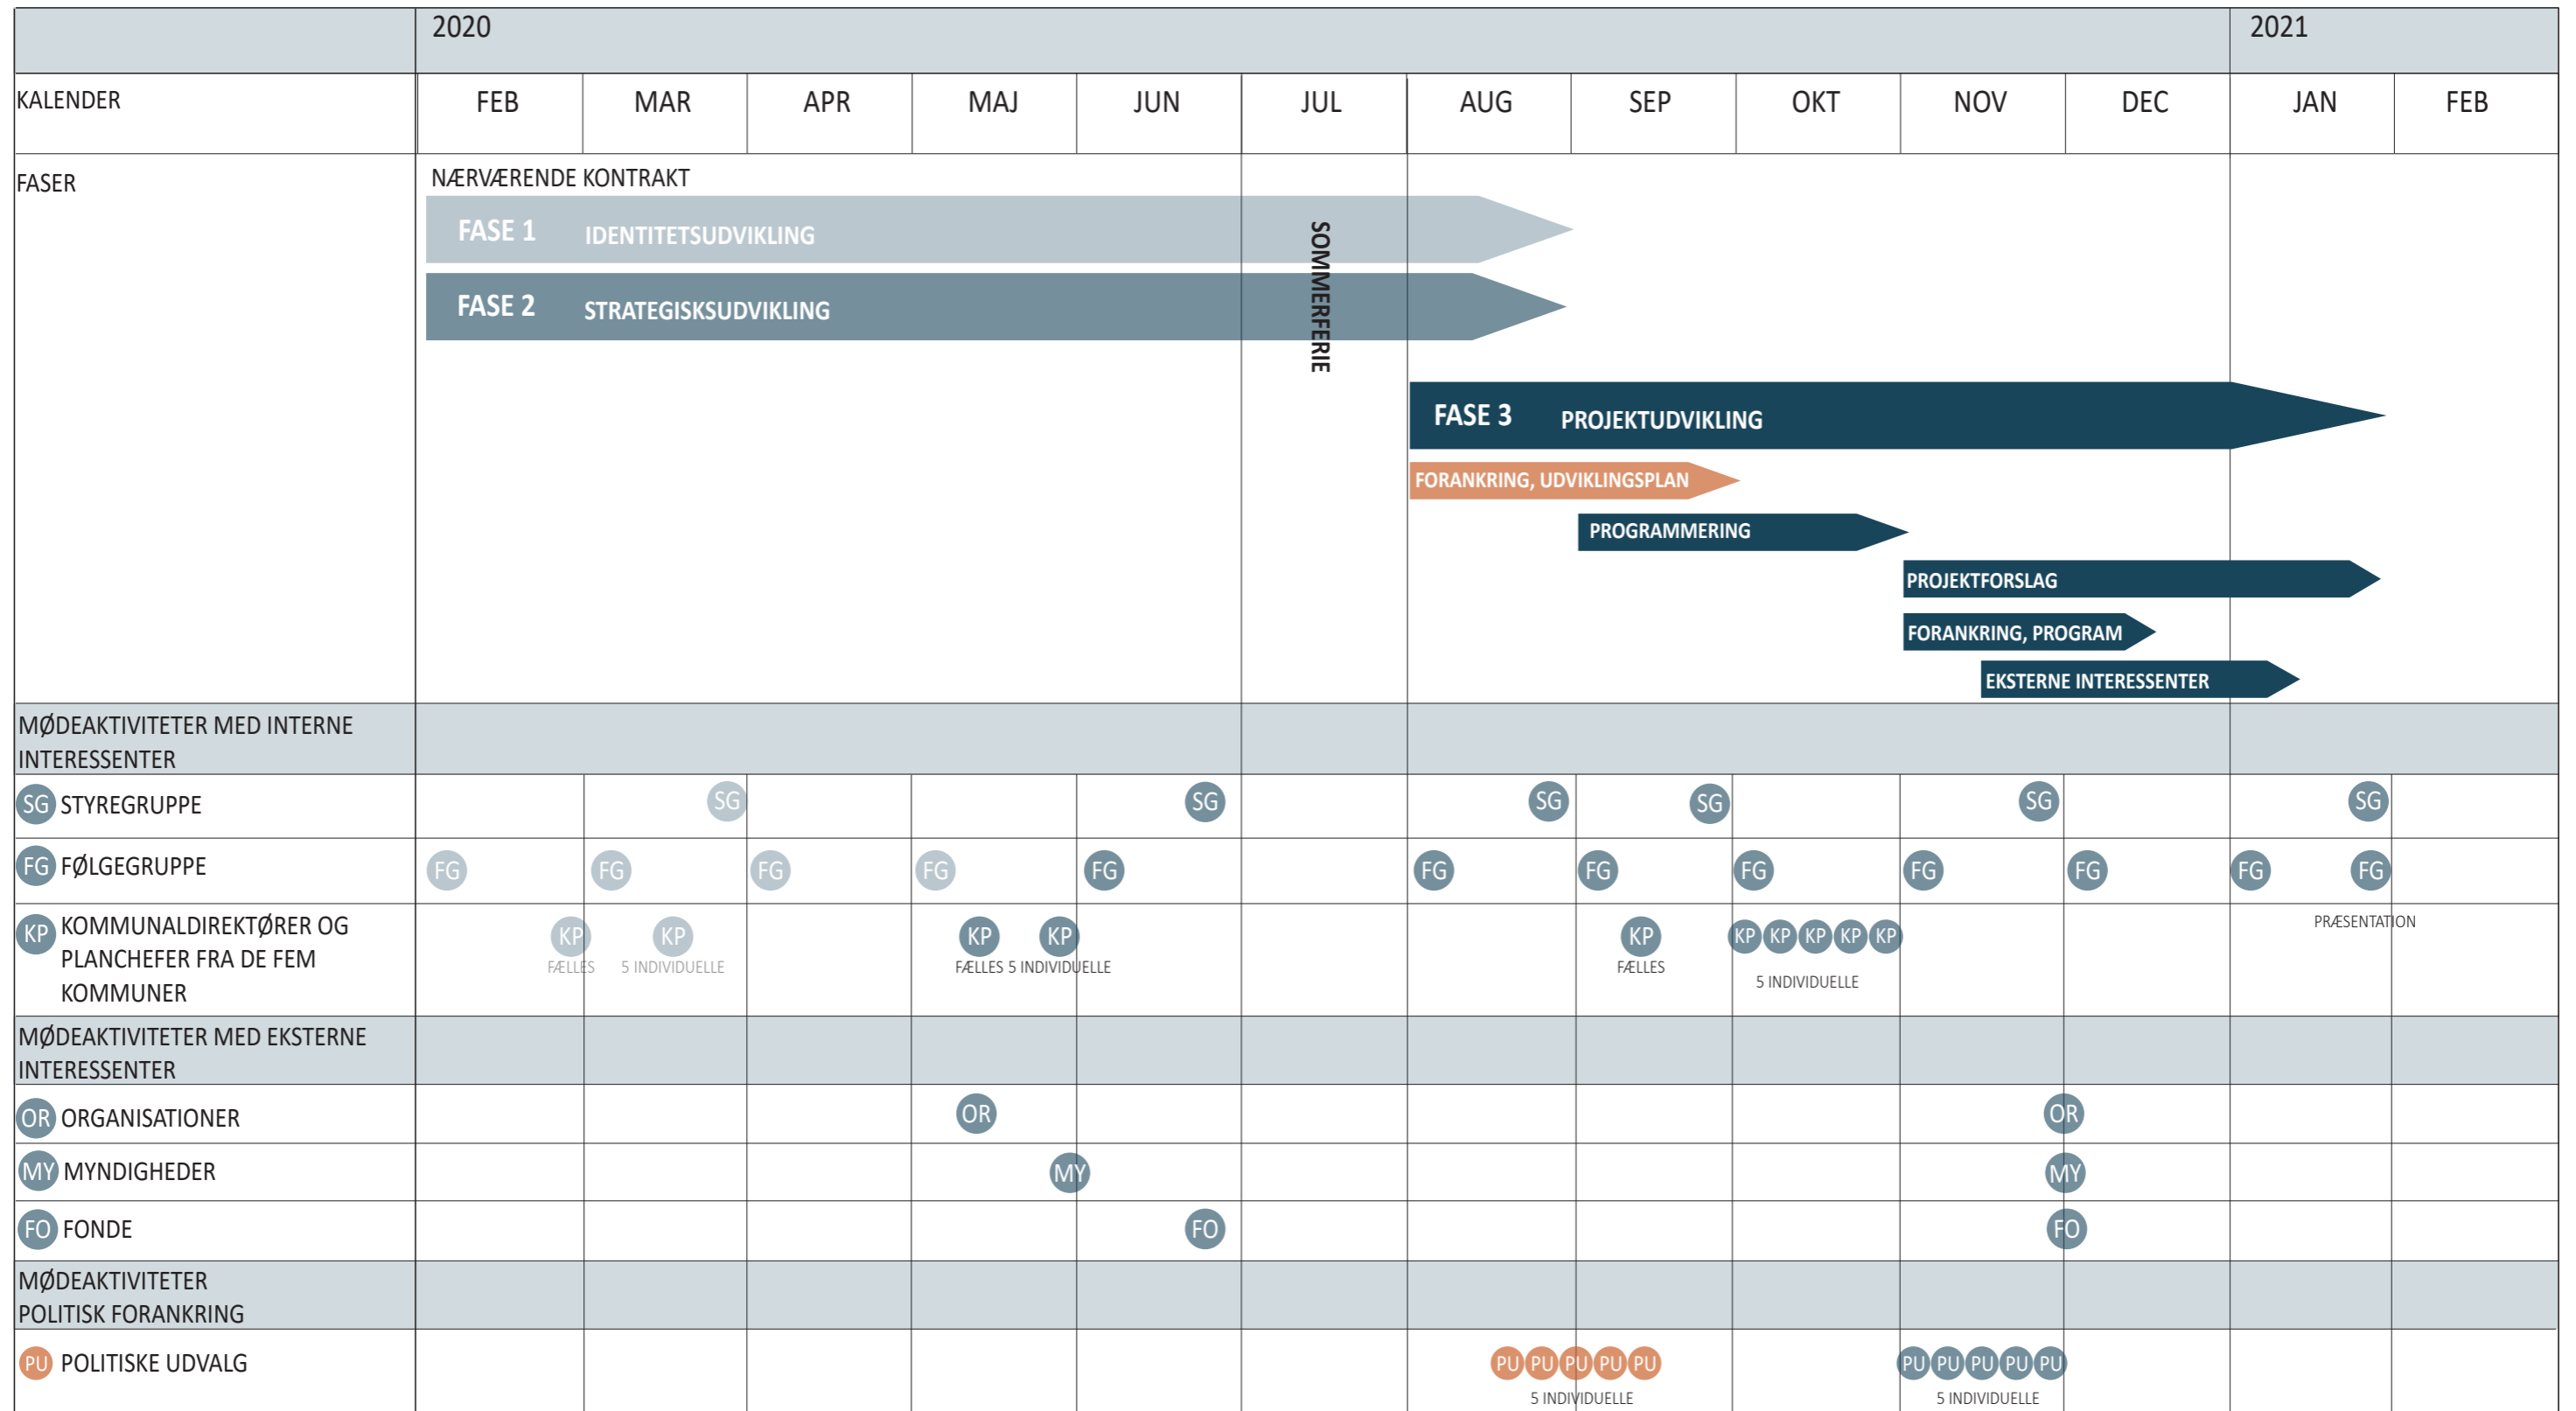 2020
2021
KALENDER
FEB
MAR
APR
MAJ
JUN
JUL
AUG
SEP
OKT
NOV
DEC
JAN
FEB
FASER
NÆRVÆRENDE KONTRAKT
FASE 1 IDENTITETSUDVIKLING
FASE 2 STRATEGISKSUDVIKLING
SOMMERFERIE
FASE 3 PROJEKTUDVIKLING
FORANKRING, UDVIKLINGSPLAN
PROGRAMMERING
PROJEKTFORSLAG
FORANKRING, PROGRAM
EKSTERNE INTERESSENTER
MØDEAKTIVITETER MED INTERNE
INTERESSENTER
SG STYREGRUPPE
SG
SG
SG
SG
SG
SG
FG FØLGEGRUPPE
FG
FG
FG
FG
FG
FG
FG
FG
FG
FG
FG
FG
KP KOMMUNALDIREKTØRER OG
PLANCHEFER FRA DE FEM
KOMMUNER
KP
FÆLLES
KP
5 INDIVIDUELLE
KP
FÆLLES
KP
5 INDIVIDUELLE
KP
FÆLLES
KP KP KP KP KP
5 INDIVIDUELLE
PRÆSENTATION
MØDEAKTIVITETER MED EKSTERNE
INTERESSENTER
OR ORGANISATIONER
OR
OR
MY MYNDIGHEDER
MY
MY
FO FONDE
FO
FO
MØDEAKTIVITETER
POLITISK FORANKRING
PU POLITISKE UDVALG
PU PU PU PU PU
5 INDIVIDUELLE
PU PU PU PU PU
5 INDIVIDUELLE